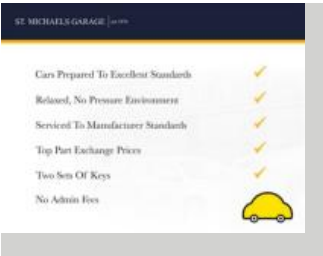 ST. MICHAELS GARAGE
Cars Prepared To Excellent Standards
Relaxed, No Pressure Environment
Serviced To Manufacturer Standards
Top Part Exchange Prices
Two Sets Of Keys
No Admin Fees